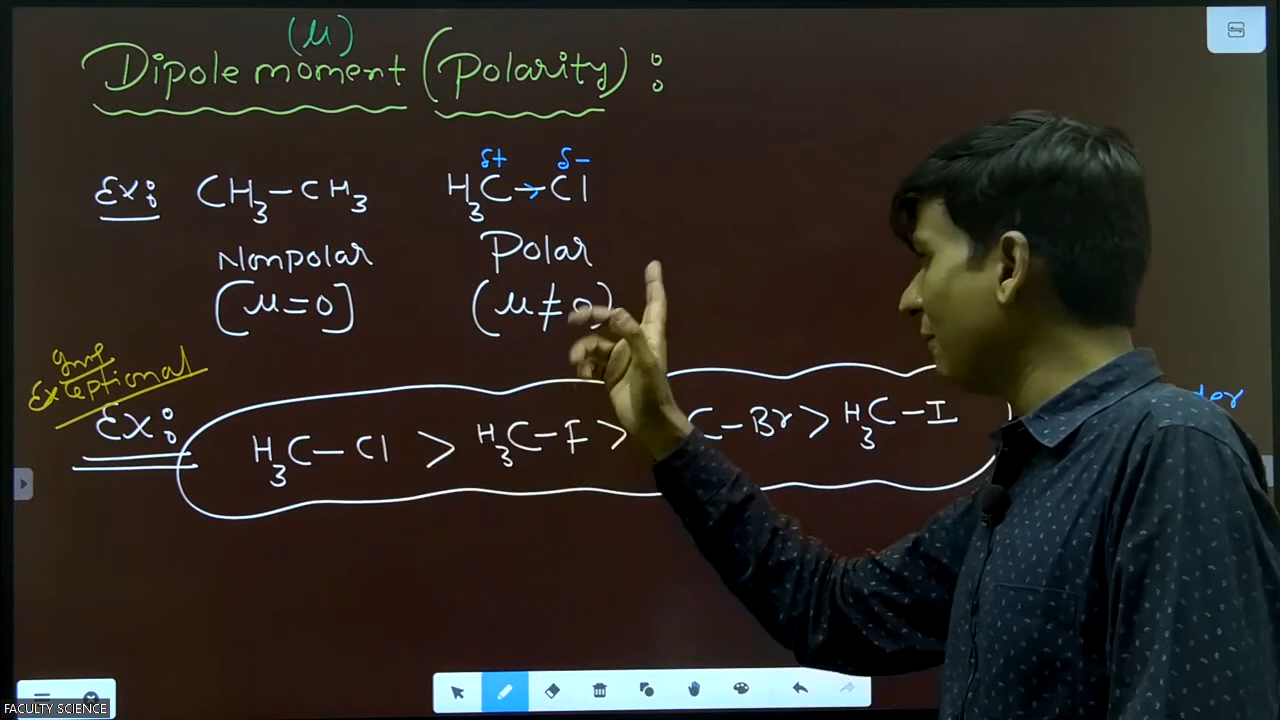 (μ)
Dipole moment (Polarity) :
δ+ δ-
Ex: CH3-CH3 H3C→Cl
Nonpolar Polar
[μ=0] (μ≠0)
Exceptional
Ex: H3C-Cl > H3C-F > C-Br > H3C-I
FACULTY SCIENCE